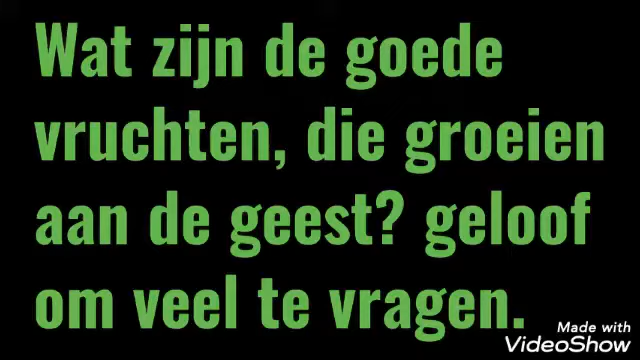 Wat zijn de goede
vruchten, die groeien
aan de geest? geloof
om veel te vragen.
Made with
VideoShow